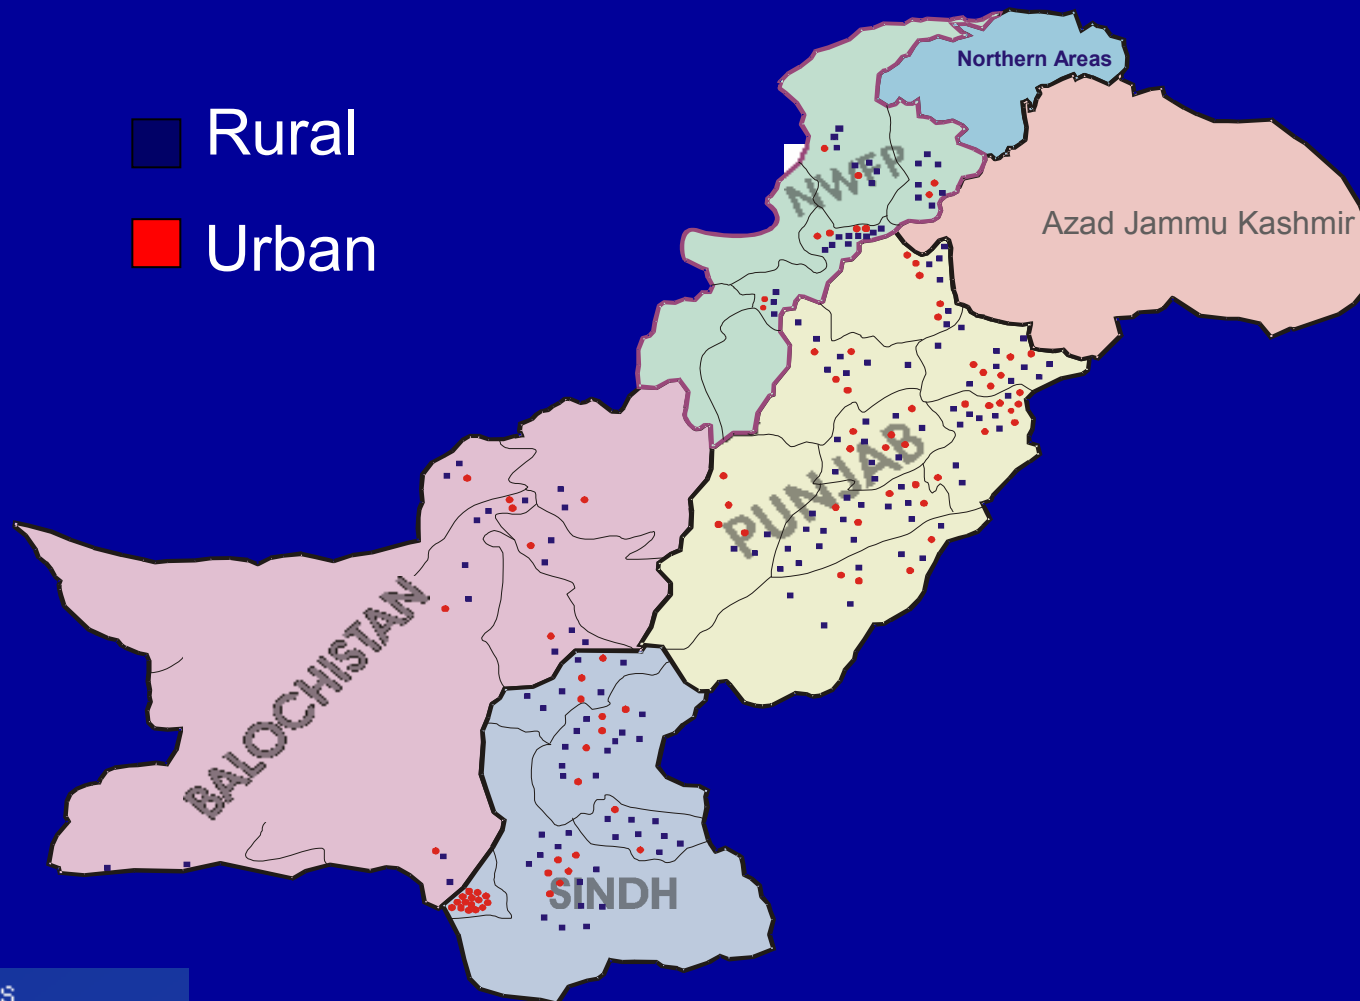 Rural
Urban
Northern Areas
NWFP
Azad Jammu Kashmir
PUNJAB
BALOCHISTAN
SINDH
s